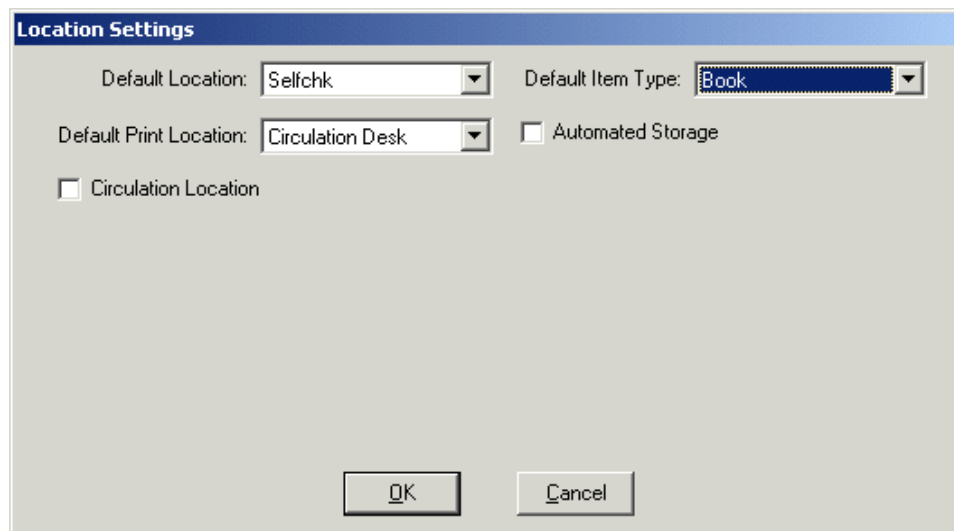 Location Settings
Default Location: Selfchk Default Item Type: Book
Default Print Location: Circulation Desk Automated Storage
Circulation Location
OK Cancel